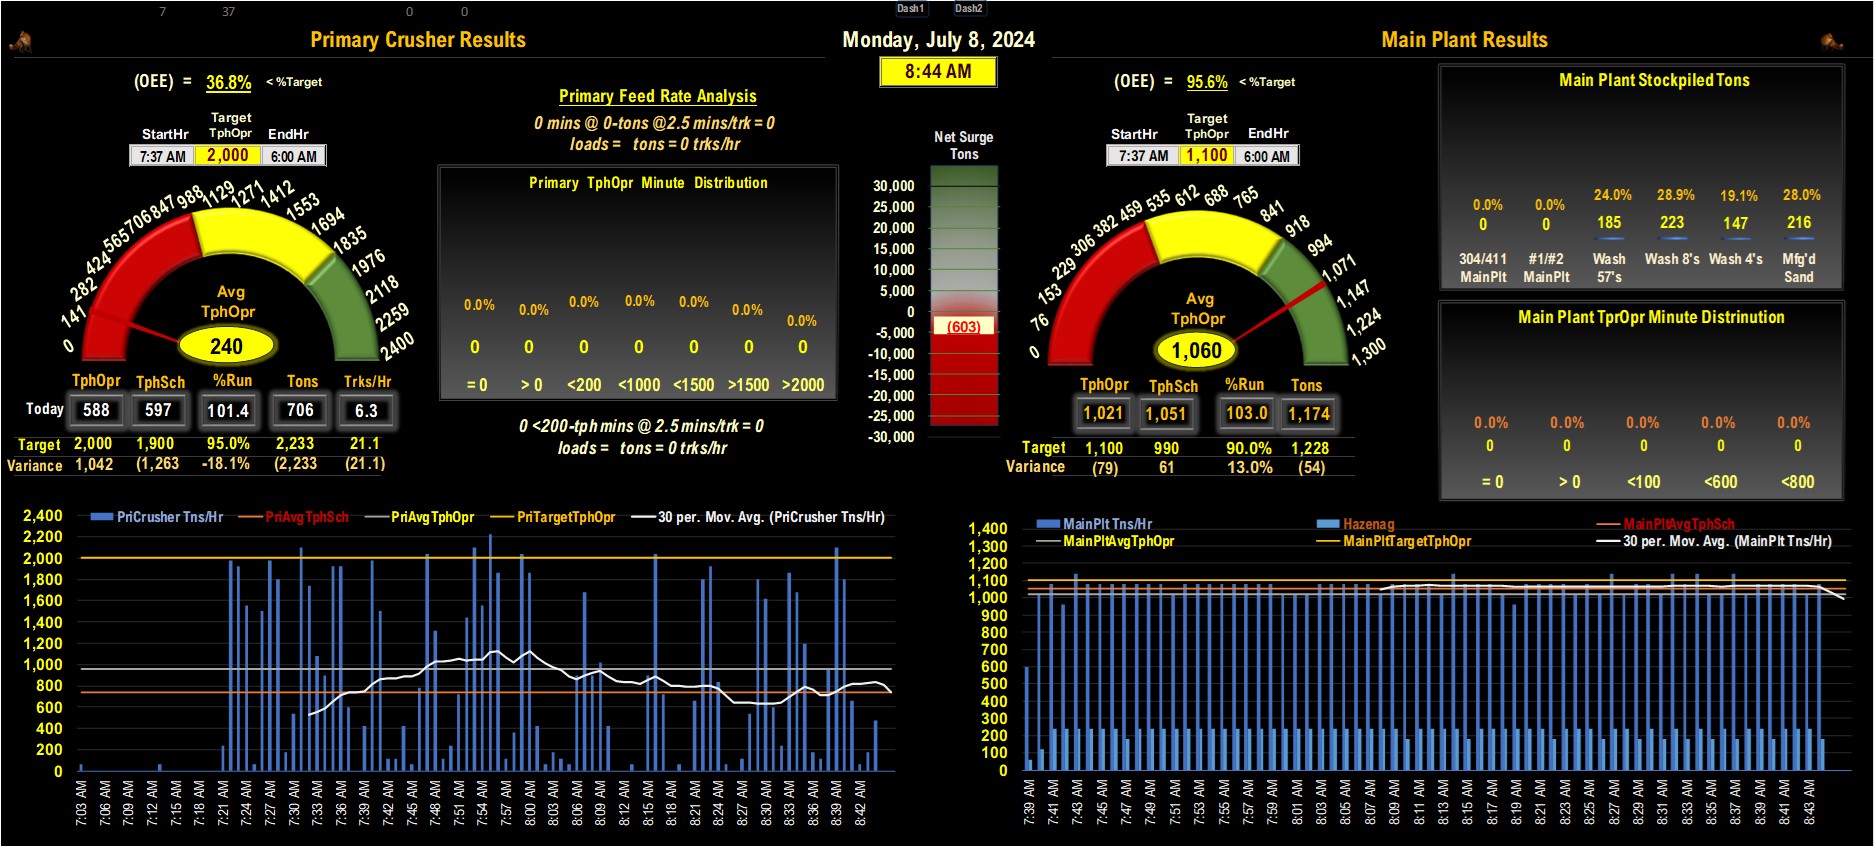 7 37 0 0 Dash1 Dash2
Primary Crusher Results
Monday, July 8, 2024
Main Plant Results
8:44 AM
(OEE) = 36.8% < %Target
StartHr Target TphOpr EndHr
7:37 AM 2,000 6:00 AM
0 141 282 424 565 706 847 988 1129 1271 1412 1553 1694 1835 1976 2118 2259 2400
Avg
TphOpr
240
TphOpr TphSch %Run Tons Trks/Hr
Today 588 597 101.4 706 6.3
Target 2,000 1,900 95.0% 2,233 21.1
Variance 1,042 (1,263 -18.1% (2,233 (21.1)
Primary Feed Rate Analysis
0 mins @ 0-tons @2.5 mins/trk = 0
loads = tons = 0 trks/hr
Primary TphOpr Minute Distribution
0.0% 0.0% 0.0% 0.0% 0.0% 0.0% 0.0%
0 0 0 0 0 0 0
= 0 > 0 <200 <1000 <1500 >1500 >2000
0 <200-tph mins @ 2.5 mins/trk = 0
loads = tons = 0 trks/hr
Net Surge
Tons
30,000
25,000
20,000
15,000
10,000
5,000
0
(603)
-5,000
-10,000
-15,000
-20,000
-25,000
-30,000
(OEE) = 95.6% < %Target
StartHr Target TphOpr EndHr
7:37 AM 1,100 6:00 AM
0 76 153 229 306 382 459 535 612 688 765 841 918 994 1,071 1,147 1,224 1,300
Avg
TphOpr
1,060
TphOpr TphSch %Run Tons
1,021 1,051 103.0 1,174
Target 1,100 990 90.0% 1,228
Variance (79) 61 13.0% (54)
Main Plant Stockpiled Tons
0.0% 0.0% 24.0% 28.9% 19.1% 28.0%
0 0 185 223 147 216
304/411 #1/#2 Wash Wash 8's Wash 4's Mfg'd
MainPlt MainPlt 57's Sand
Main Plant TprOpr Minute Distrinution
0.0% 0.0% 0.0% 0.0% 0.0%
0 0 0 0 0
= 0 > 0 <100 <600 <800
PriCrusher Tns/Hr PriAvgTphSch PriAvgTphOpr PriTargetTphOpr 30 per. Mov. Avg. (PriCrusher Tns/Hr)
2,400
2,200
2,000
1,800
1,600
1,400
1,200
1,000
800
600
400
200
0
7:03 AM 7:06 AM 7:09 AM 7:12 AM 7:15 AM 7:18 AM 7:21 AM 7:24 AM 7:27 AM 7:30 AM 7:33 AM 7:36 AM 7:39 AM 7:42 AM 7:45 AM 7:48 AM 7:51 AM 7:54 AM 7:57 AM 8:00 AM 8:03 AM 8:06 AM 8:09 AM 8:12 AM 8:15 AM 8:18 AM 8:21 AM 8:24 AM 8:27 AM 8:30 AM 8:33 AM 8:36 AM 8:39 AM 8:42 AM
MainPlt Tns/Hr Hazenag MainPltAvgTphSch
MainPltAvgTphOpr MainPltTargetTphOpr 30 per. Mov. Avg. (MainPlt Tns/Hr)
1,400
1,300
1,200
1,100
1,000
900
800
700
600
500
400
300
200
100
0
7:39 AM 7:41 AM 7:43 AM 7:45 AM 7:47 AM 7:49 AM 7:51 AM 7:53 AM 7:55 AM 7:57 AM 7:59 AM 8:01 AM 8:03 AM 8:05 AM 8:07 AM 8:09 AM 8:11 AM 8:13 AM 8:15 AM 8:17 AM 8:19 AM 8:21 AM 8:23 AM 8:25 AM 8:27 AM 8:29 AM 8:31 AM 8:33 AM 8:35 AM 8:37 AM 8:39 AM 8:41 AM 8:43 AM